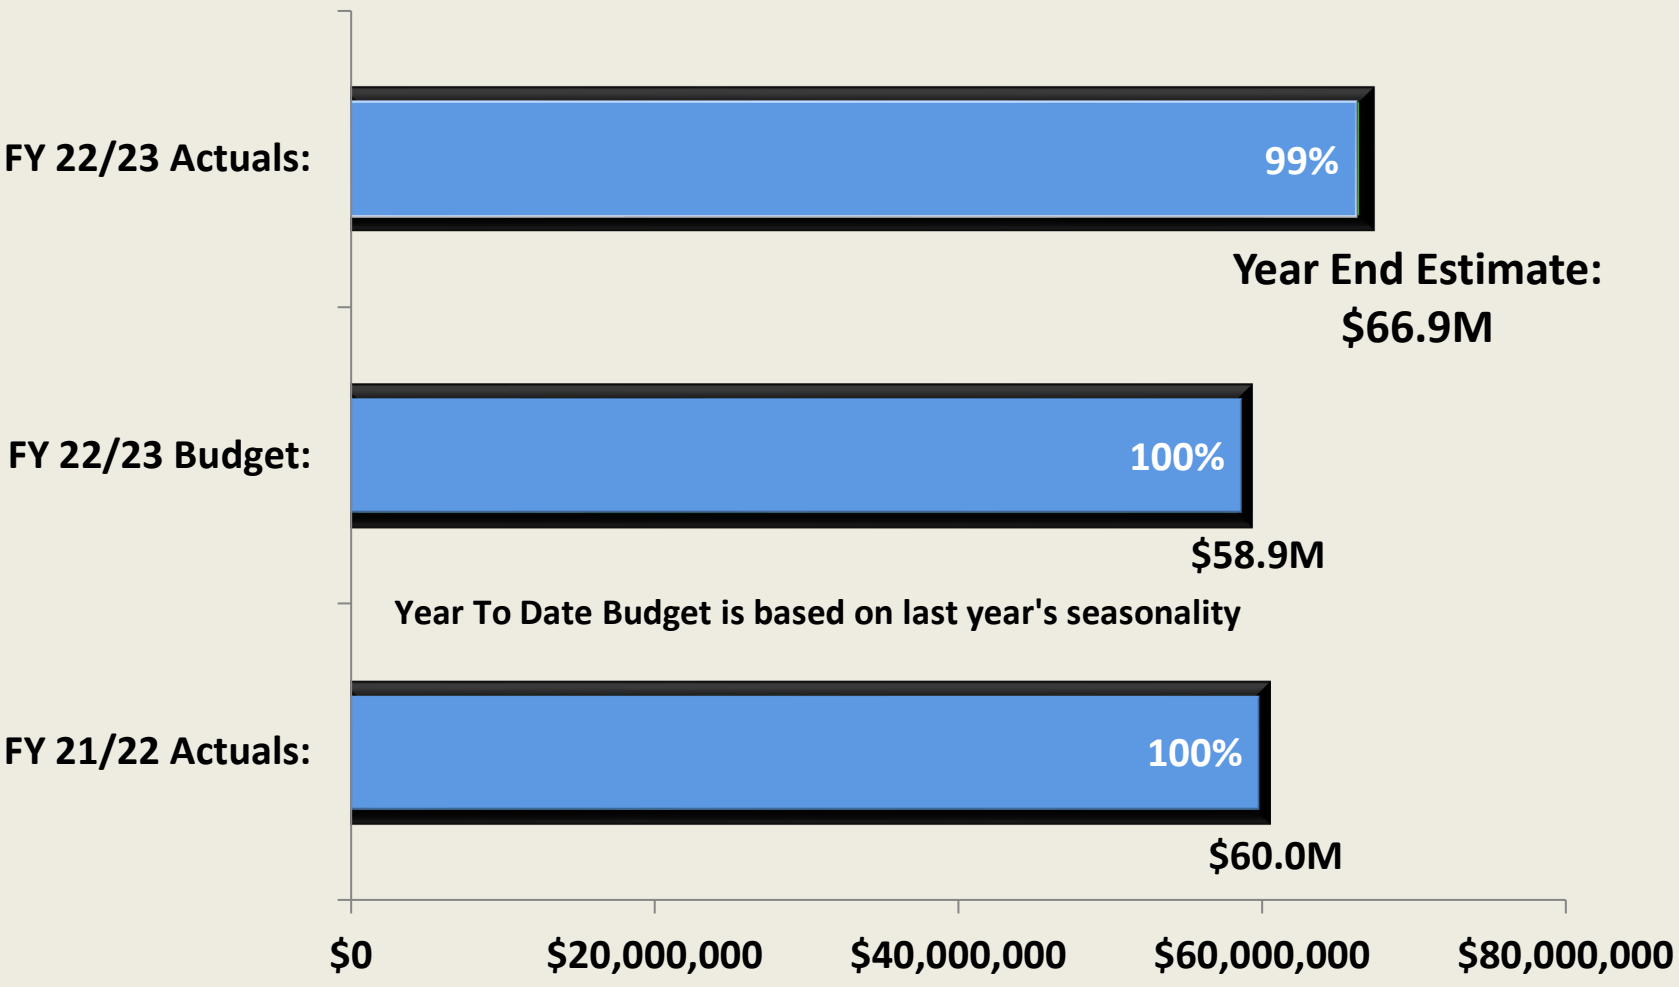 FY 22/23 Actuals:
99%
Year End Estimate:
$66.9M
FY 22/23 Budget:
100%
$58.9M
Year To Date Budget is based on last year's seasonality
FY 21/22 Actuals:
100%
$60.0M
$0 $20,000,000 $40,000,000 $60,000,000 $80,000,000